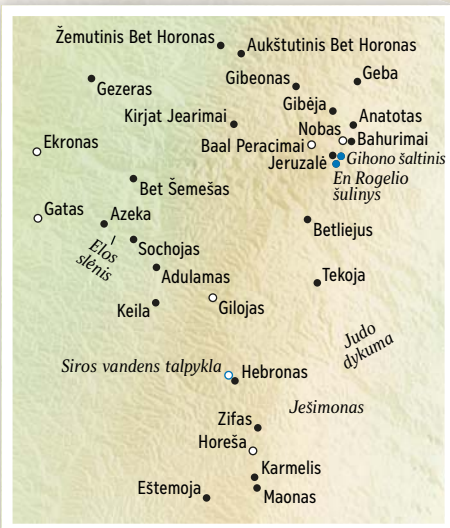 Žemutinis Bet Horonas
Aukštutinis Bet Horonas
Gezeras
Gibeonas
Geba
Gibėja
Kirjat Jearimai
Anatotas
Nobas
Ekronas
Baal Peracimai
Bahurimai
Jeruzalė
Gihono šaltinis
En Rogelio
šulinys
Bet Šemešas
Gatas
Azeka
Betliejus
Elos
slėnis
Sochojas
Adulamas
Tekoja
Keila
Gilojas
Judo
dykuma
Siros vandens talpykla
Hebronas
Ješimonas
Zifas
Horeša
Karmelis
Eštemoja
Maonas